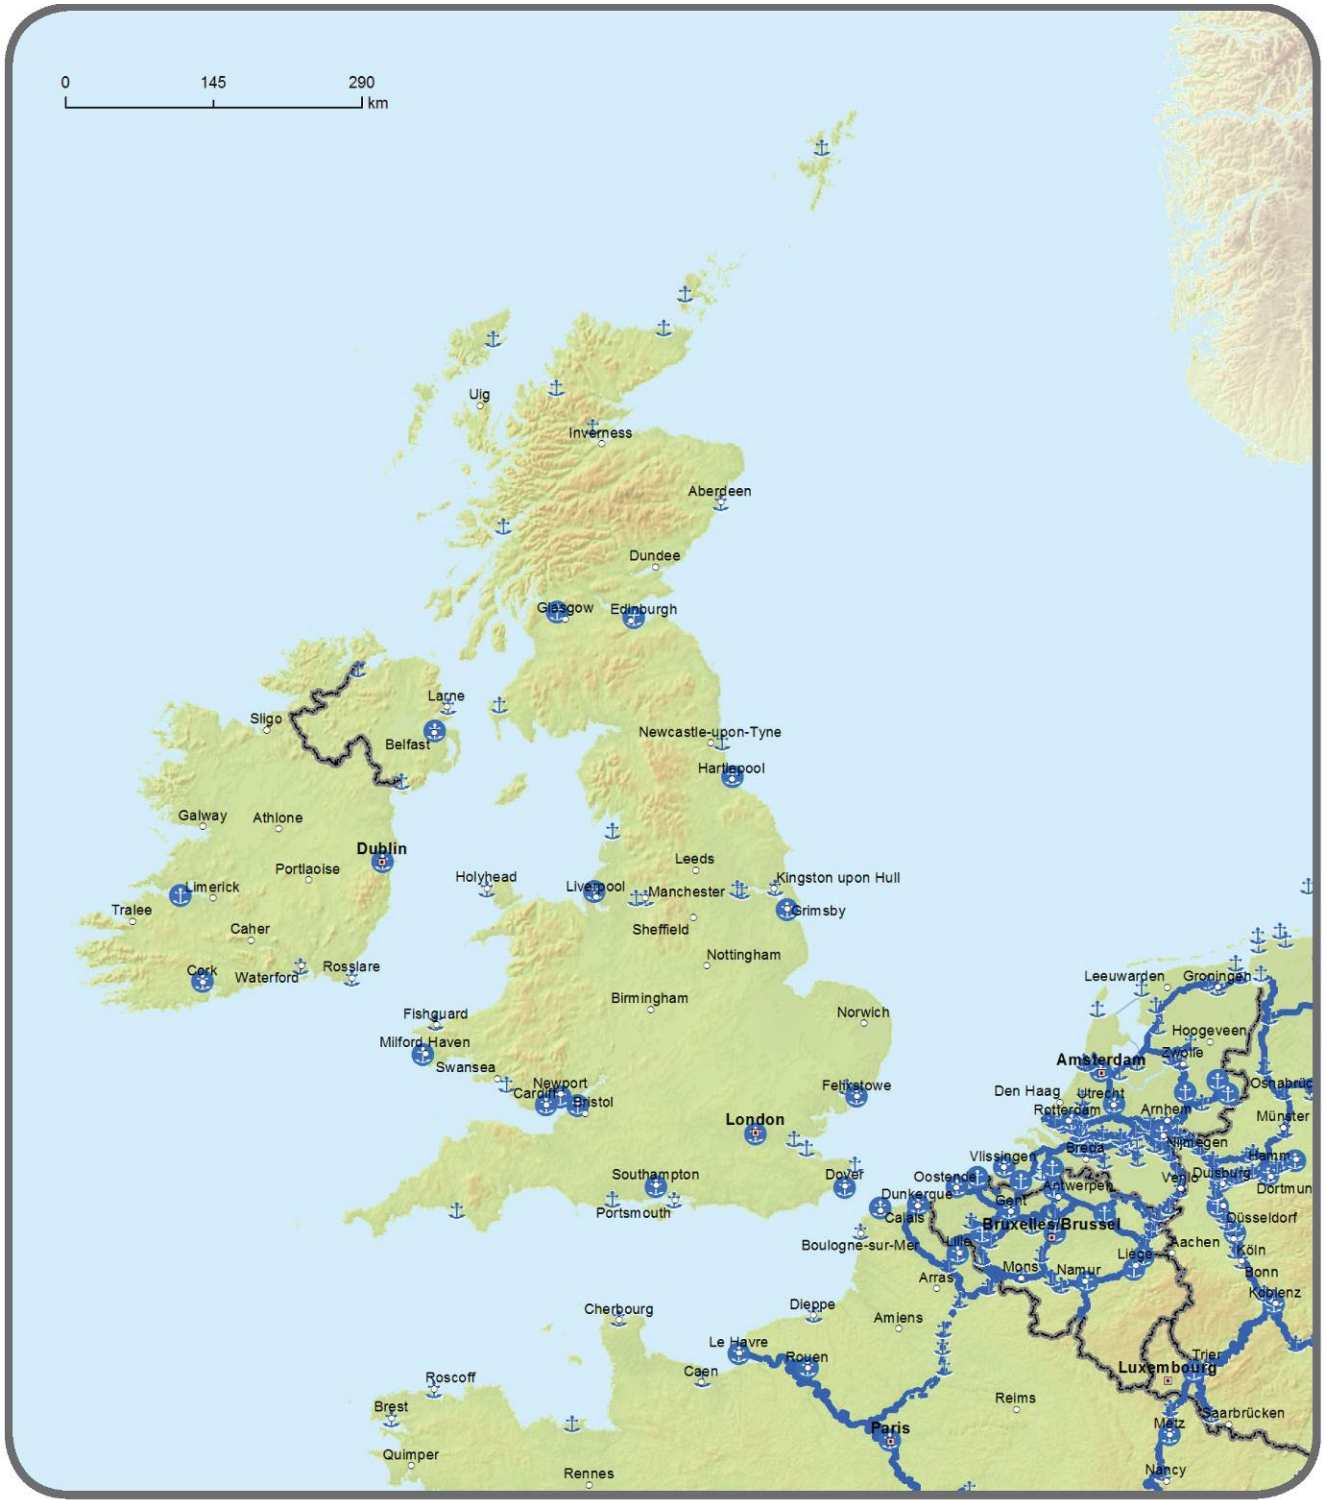 0 145 290
km
Uig
Inverness
Aberdeen
Dundee
Glasgow
Edinburgh
Larne
Sligo
Belfast
Newcastle-upon-Tyne
Hartlepool
Galway
Athlone
Dublin
Leeds
Portlaoise
Holyhead
Kingston upon Hull
Limerick
Liverpool
Manchester
Tralee
Grimsby
Caher
Sheffield
Nottingham
Cork
Waterford
Rosslare
Leeuwarden
Groningen
Birmingham
Fishguard
Norwich
Hoogeveen
Milford Haven
Zwolle
Amsterdam
Swansea
Newport
Felixstowe
Osnabrüc
Cardiff
Bristol
Den Haag
Utrecht
Rotterdam
Arnhem
Münster
London
Nijmegen
Breda
Vlissingen
Hamm
Southampton
Dover
Oostende
Duisburg
Venlo
Antwerpen
Dortmun
Dunkerque
Gent
Portsmouth
Calais
Bruxelles/Brussel
Düsseldorf
Boulogne-sur-Mer
Lille
Aachen
Köln
Liège
Arras
Mons
Namur
Bonn
Koblenz
Cherbourg
Dieppe
Amiens
Le Havre
Rouen
Trier
Luxembourg
Caen
Roscoff
Reims
Brest
Saarbrücken
Metz
Paris
Quimper
Rennes
Nancy